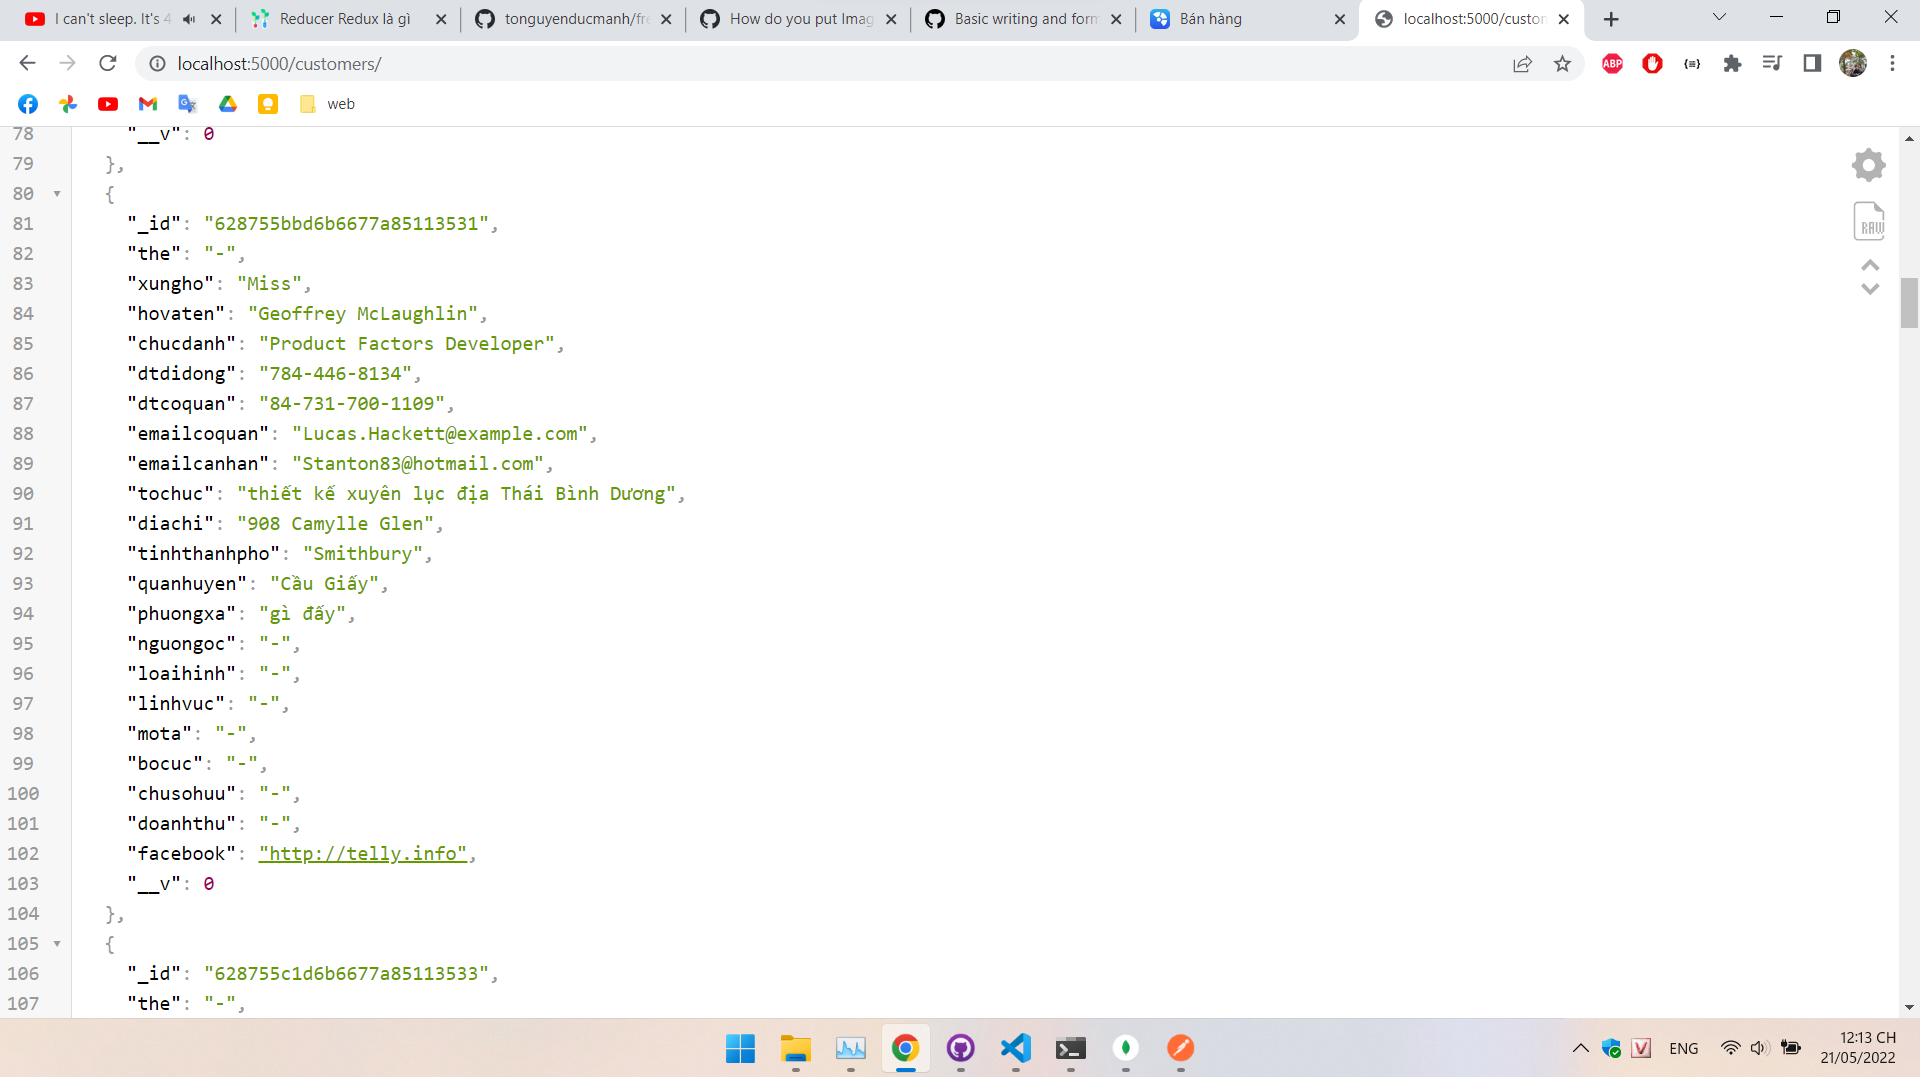 I can't sleep. It's 4
Reducer Redux là gì
tonguyenducmanh/fre
How do you put Imag
Basic writing and form
Bán hàng
localhost:5000/custom
localhost:5000/customers/
ABP
web
78 "__v": 0
79 },
80 {
81 "_id": "628755bbd6b6677a85113531",
82 "the": "-",
83 "xungho": "Miss",
84 "hovaten": "Geoffrey McLaughlin",
85 "chucdanh": "Product Factors Developer",
86 "dtdidong": "784-446-8134",
87 "dtcoquan": "84-731-700-1109",
88 "emailcoquan": "Lucas.Hackett@example.com",
89 "emailcanhan": "Stanton83@hotmail.com",
90 "tochuc": "thiết kế xuyên lục địa Thái Bình Dương",
91 "diachi": "908 Camylle Glen",
92 "tinhthanhpho": "Smithbury",
93 "quanhuyen": "Cầu Giấy",
94 "phuongxa": "gì đấy",
95 "nguongoc": "-",
96 "loaihinh": "-",
97 "linhvuc": "-",
98 "mota": "-",
99 "bocuc": "-",
100 "chusohuu": "-",
101 "doanhthu": "-",
102 "facebook": "http://telly.info",
103 "__v": 0
104 },
105 {
106 "_id": "628755c1d6b6677a85113533",
107 "the": "-",
RAW
ENG
12:13 CH
21/05/2022